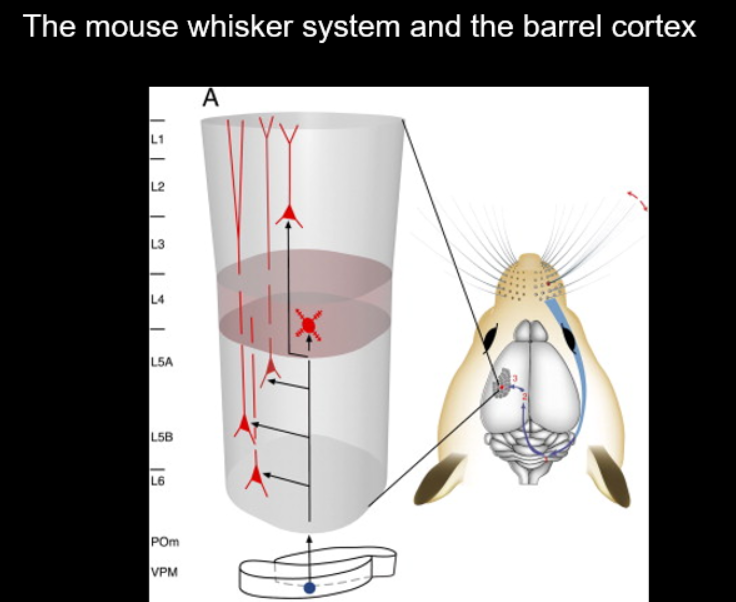 The mouse whisker system and the barrel cortex
A
L1
L2
L3
L4
L5A
L5B
L6
POm
VPM
3
2